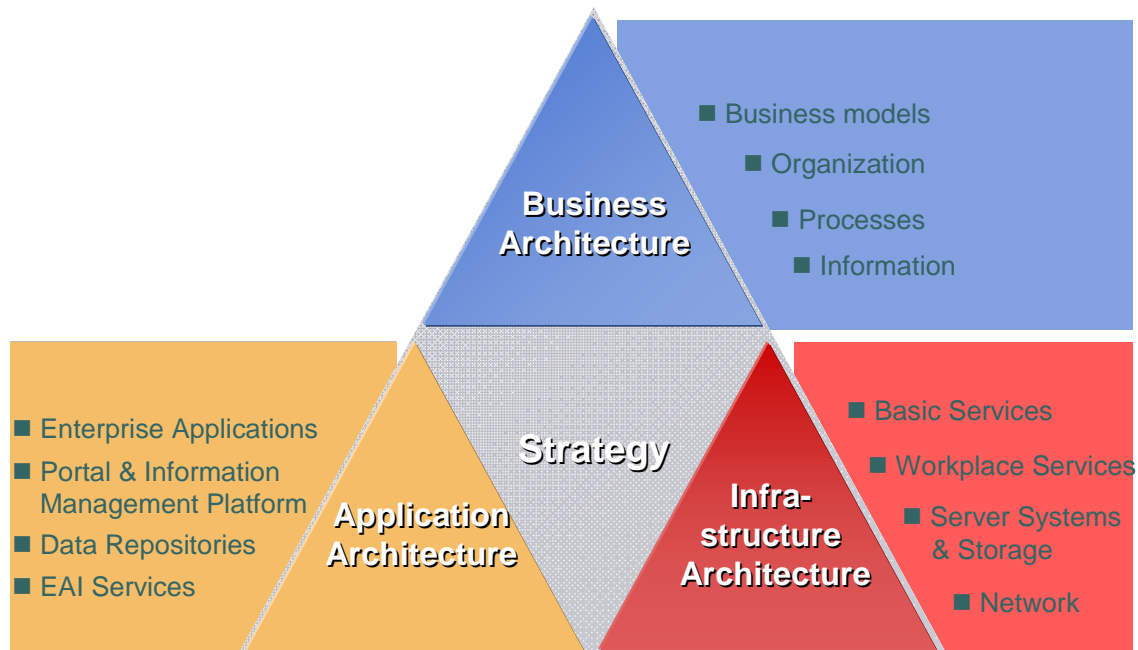 Business
Architecture
■ Business models
■ Organization
■ Processes
■ Information
Strategy
Application
Architecture
■ Enterprise Applications
■ Portal & Information
Management Platform
■ Data Repositories
■ EAI Services
Infra-
structure
Architecture
■ Basic Services
■ Workplace Services
■ Server Systems
& Storage
■ Network